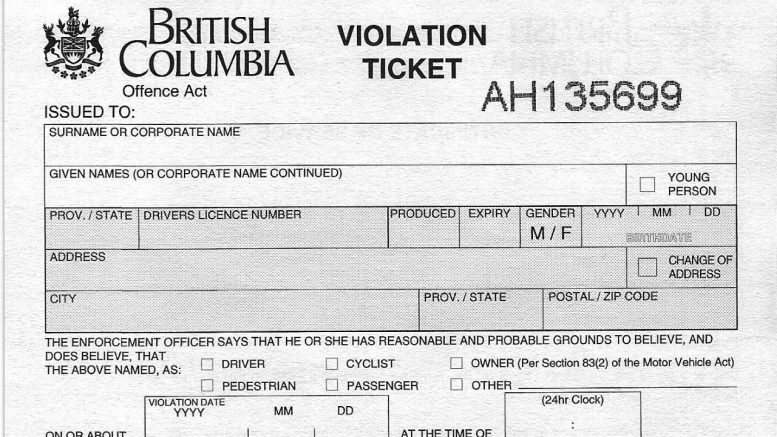 BRITISH
COLUMBIA
Offence Act
VIOLATION
TICKET
AH135699
ISSUED TO:
SURNAME OR CORPORATE NAME
GIVEN NAMES (OR CORPORATE NAME CONTINUED)
YOUNG
PERSON
PROV. / STATE DRIVERS LICENCE NUMBER PRODUCED EXPIRY GENDER YYYY MM DD
M / F
BIRTHDATE
ADDRESS
CHANGE OF
ADDRESS
CITY PROV. / STATE POSTAL / ZIP CODE
THE ENFORCEMENT OFFICER SAYS THAT HE OR SHE HAS REASONABLE AND PROBABLE GROUNDS TO BELIEVE, AND
DOES BELIEVE, THAT
THE ABOVE NAMED, AS:
DRIVER CYCLIST OWNER (Per Section 83(2) of the Motor Vehicle Act)
PEDESTRIAN PASSENGER OTHER
VIOLATION DATE
YYYY MM DD
(24hr Clock)
:
ON OR ABOUT AT THE TIME OF